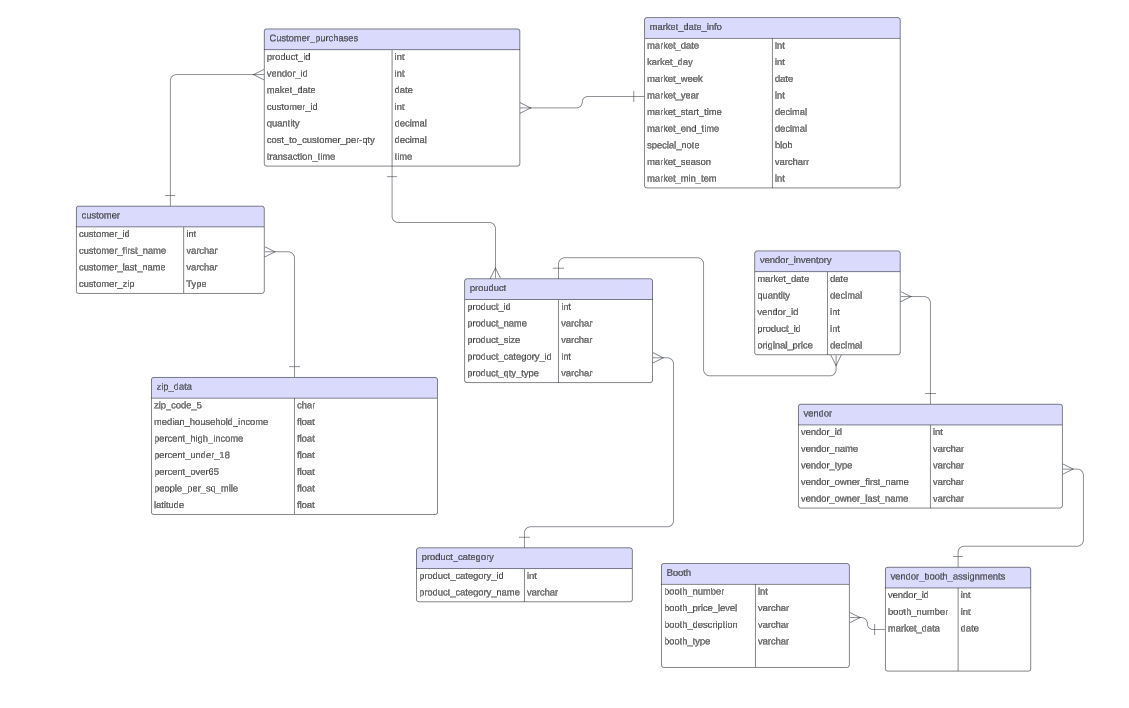 Customer_purchases
product_id int
vendor_id int
maket_date date
customer_id int
quantity decimal
cost_to_customer_per-qty decimal
transaction_time time
market_date_info
market_date Int
karket_day int
market_week date
market_year Int
market_start_time decimal
market_end_time decimal
special_note blob
market_season varcharr
market_min_tem Int
customer
customer_id int
customer_first_name varchar
customer_last_name varchar
customer_zip Type
prouduct
product_id int
product_name varchar
product_size varchar
product_category_id int
product_qty_type varchar
vendor_inventory
market_date date
quantity decimal
vendor_id int
product_id int
original_price decimal
zip_data
zip_code_5 char
median_household_income float
percent_high_income float
percent_under_18 float
percent_over65 float
people_per_sq_mile float
latitude float
vendor
vendor_id int
vendor_name varchar
vendor_type varchar
vendor_owner_first_name varchar
vendor_owner_last_name varchar
product_category
product_category_id int
product_category_name varchar
Booth
booth_number Int
booth_price_level varchar
booth_description varchar
booth_type varchar
vendor_booth_assignments
vendor_id int
booth_number int
market_data date